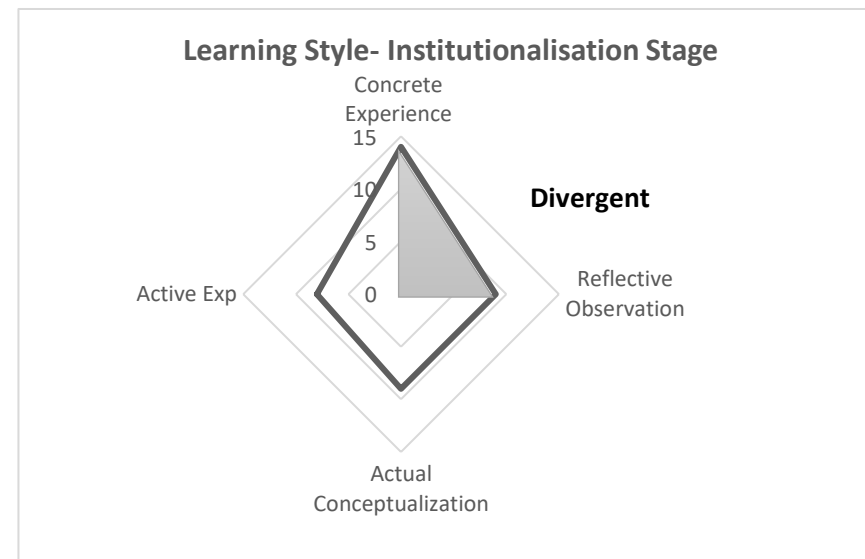 Learning Style- Institutionalisation Stage
Concrete
Experience
15
10
Divergent
5
Active Exp
0
Reflective
Observation
Actual
Conceptualization